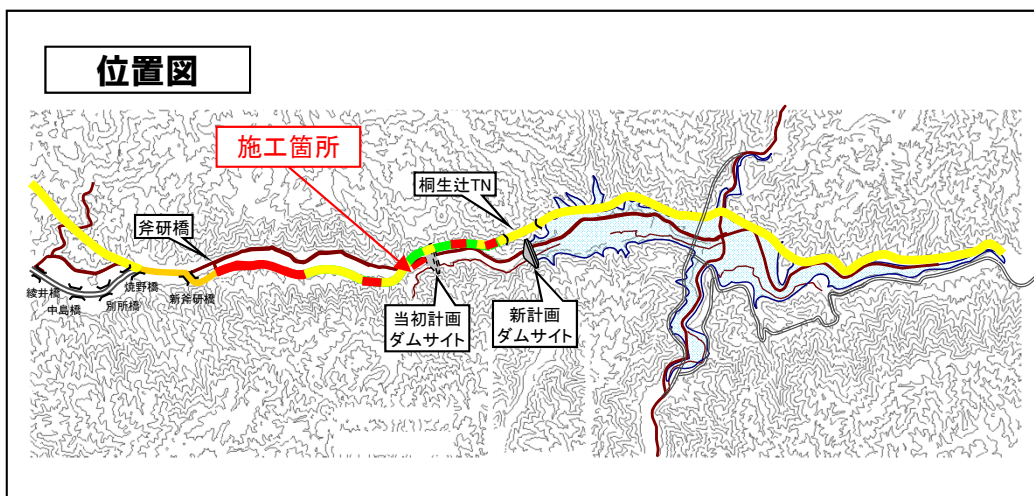 位置図
施工箇所
桐生辻TN
斧研橋
綾井橋
中島橋
別所橋
焼野橋
新斧研橋
当初計画
ダムサイト
新計画
ダムサイト